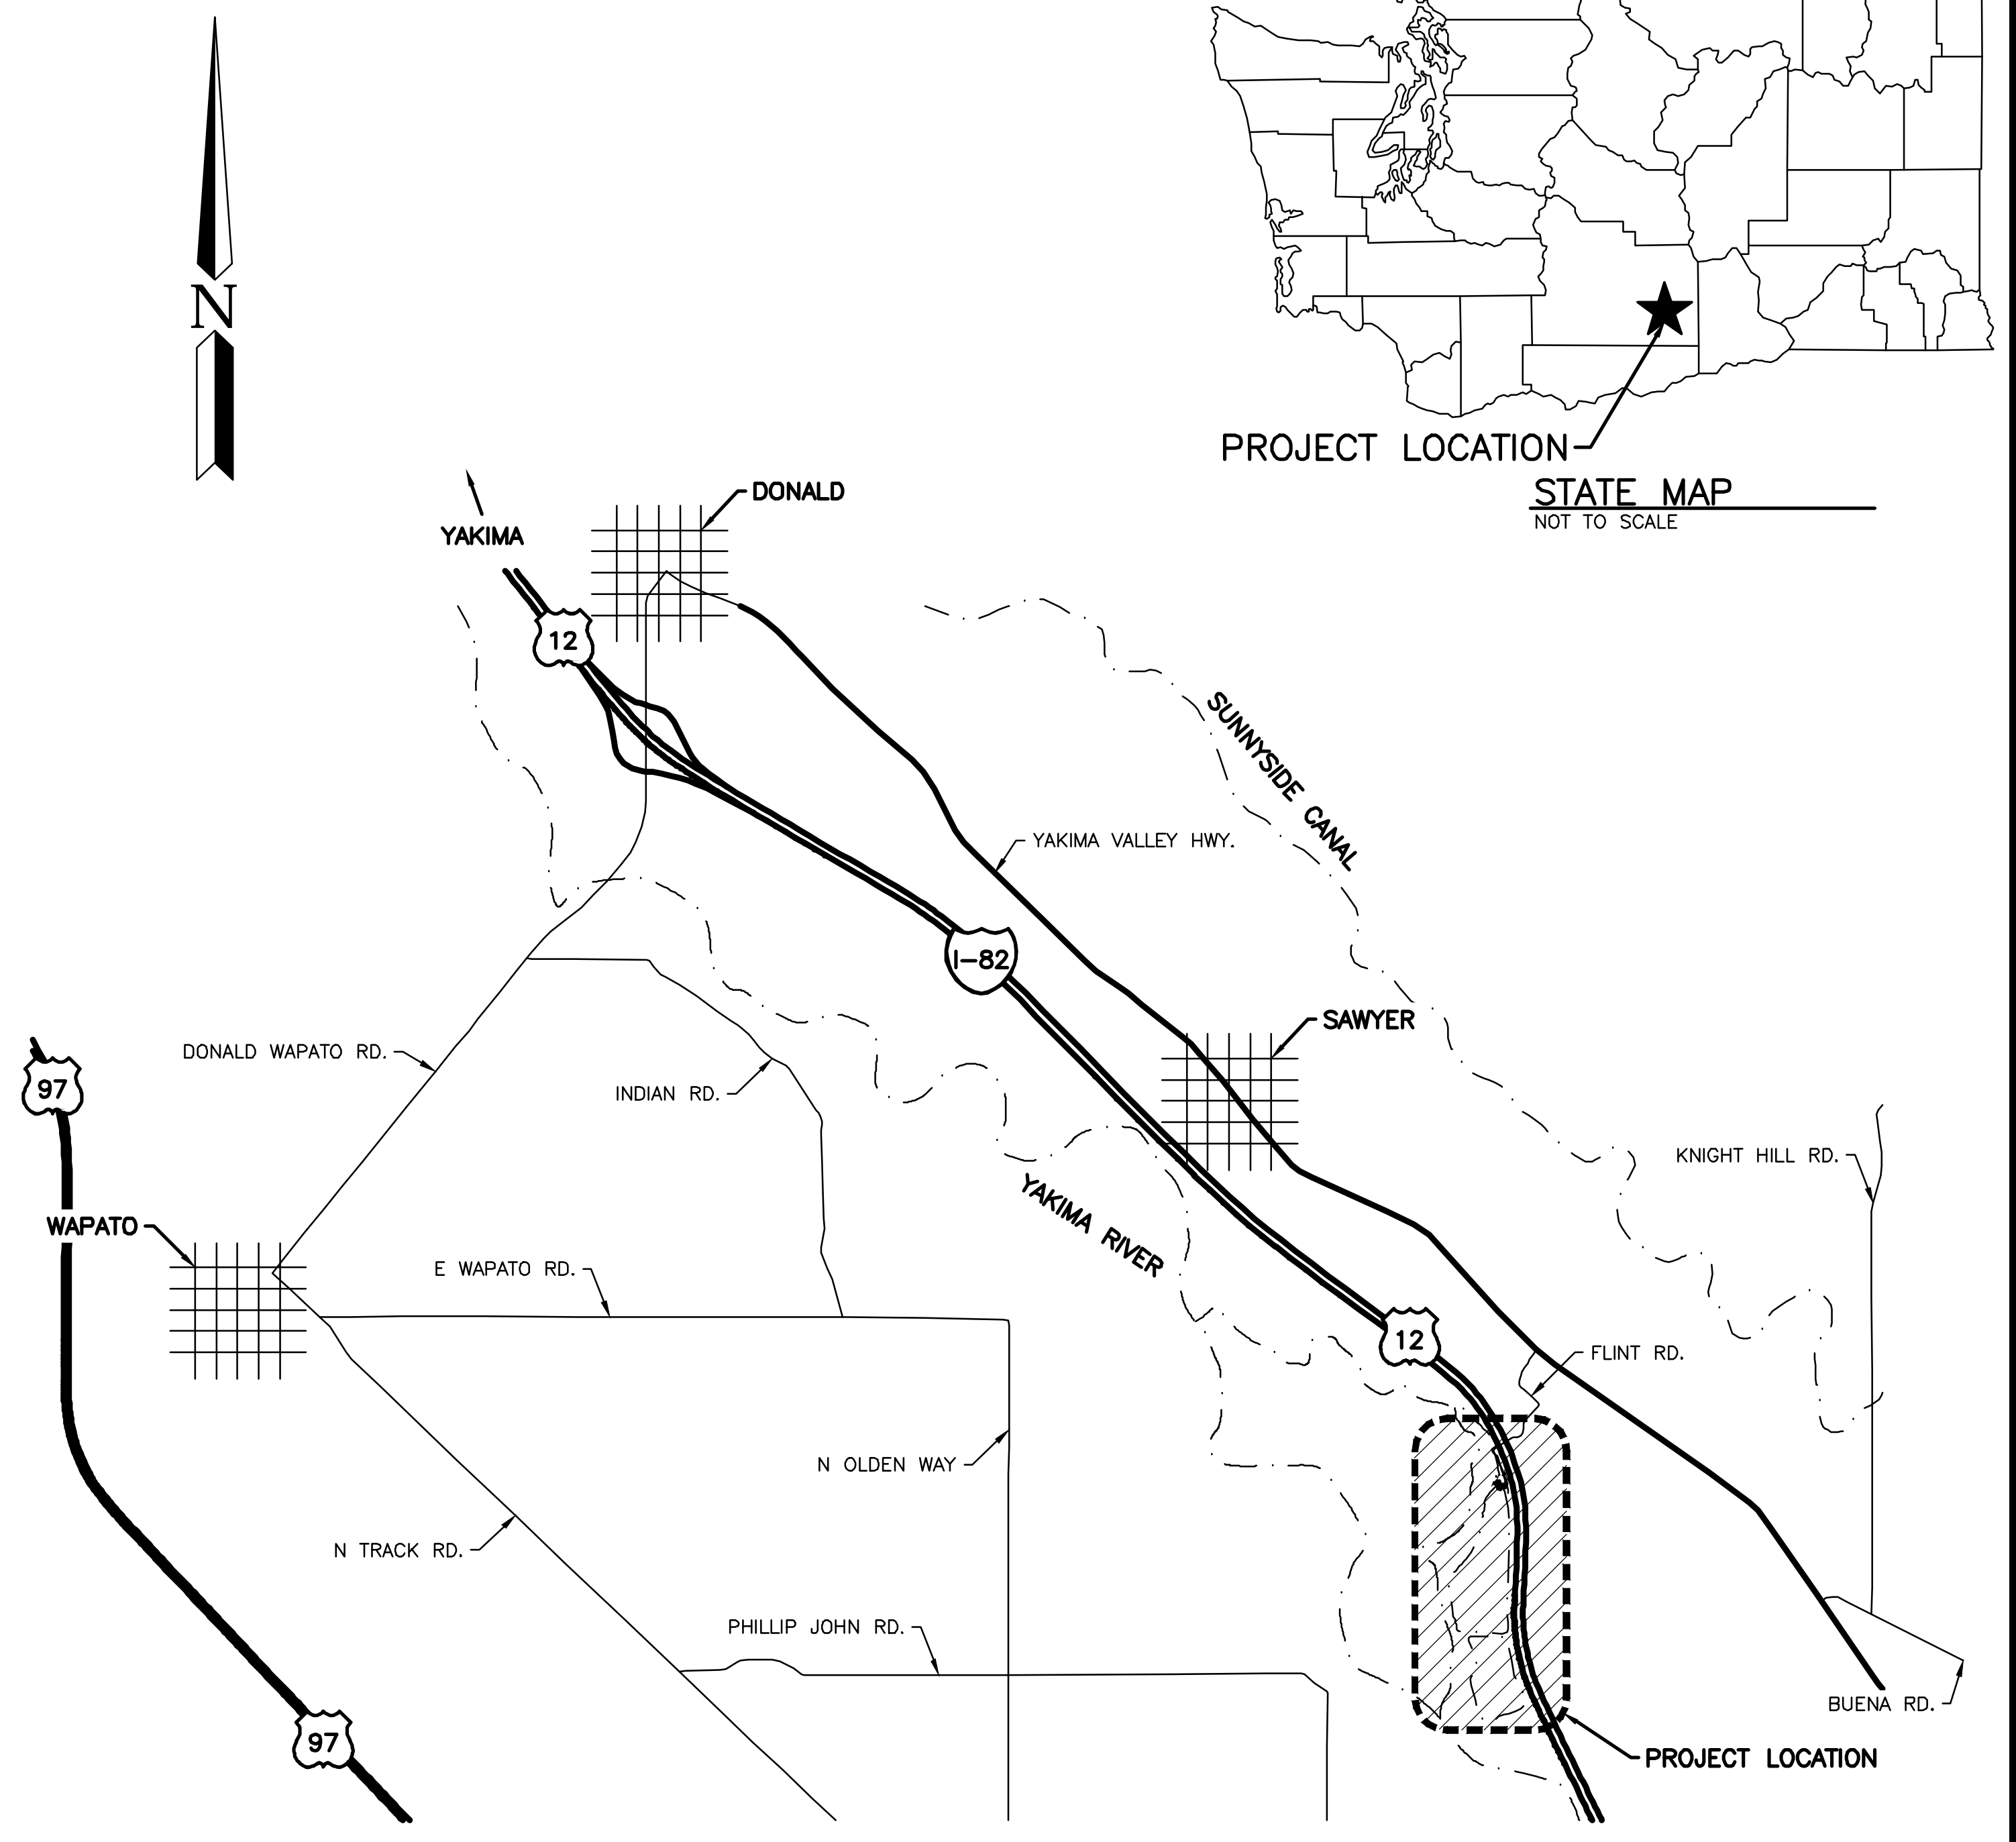 N
PROJECT LOCATION
STATE MAP
NOT TO SCALE
DONALD
YAKIMA
12
SUNNYSIDE CANAL
YAKIMA VALLEY HWY.
I-82
SAWYER
DONALD WAPATO RD.
97
INDIAN RD.
KNIGHT HILL RD.
YAKIMA RIVER
WAPATO
E WAPATO RD.
12
FLINT RD.
N OLDEN WAY
N TRACK RD.
PHILLIP JOHN RD.
BUENA RD.
97
PROJECT LOCATION